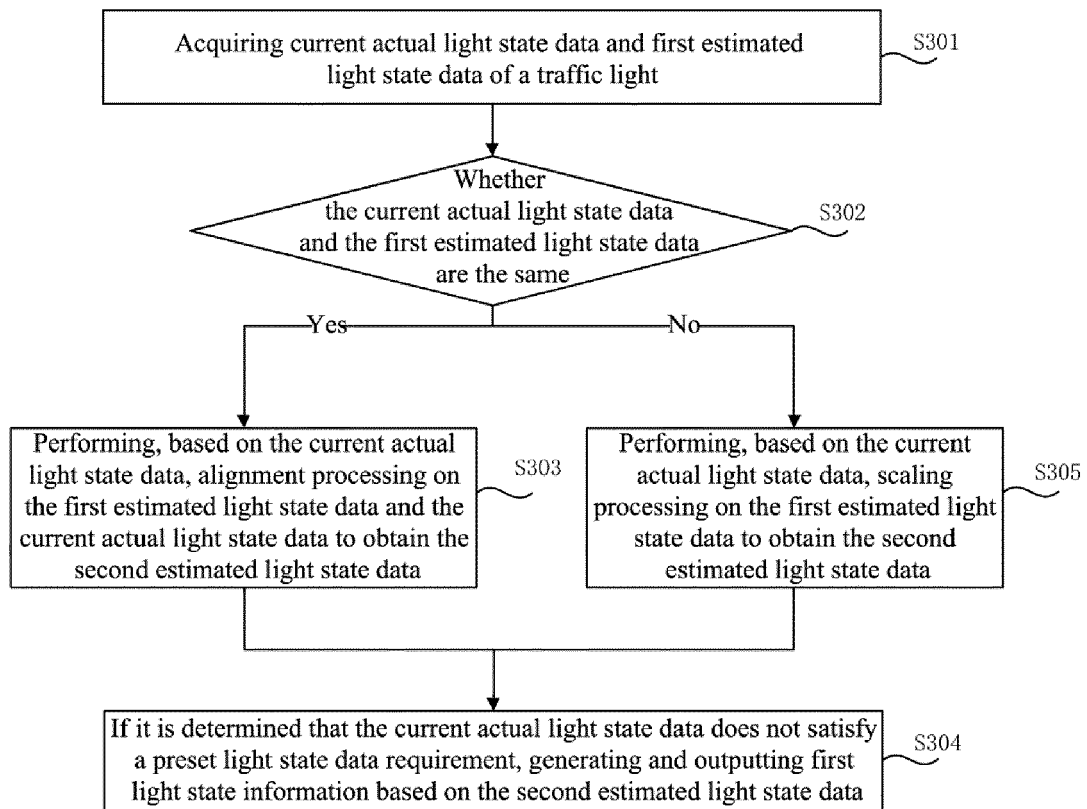 Acquiring current actual light state data and first estimated
light state data of a traffic light
S301
Whether
the current actual light state data
and the first estimated light state data
are the same
S302
Yes
No
Performing, based on the current actual
light state data, alignment processing on
the first estimated light state data and the
current actual light state data to obtain the
second estimated light state data
S303
Performing, based on the current
actual light state data, scaling
processing on the first estimated light
state data to obtain the second
estimated light state data
S305
If it is determined that the current actual light state data does not satisfy
a preset light state data requirement, generating and outputting first
light state information based on the second estimated light state data
S304